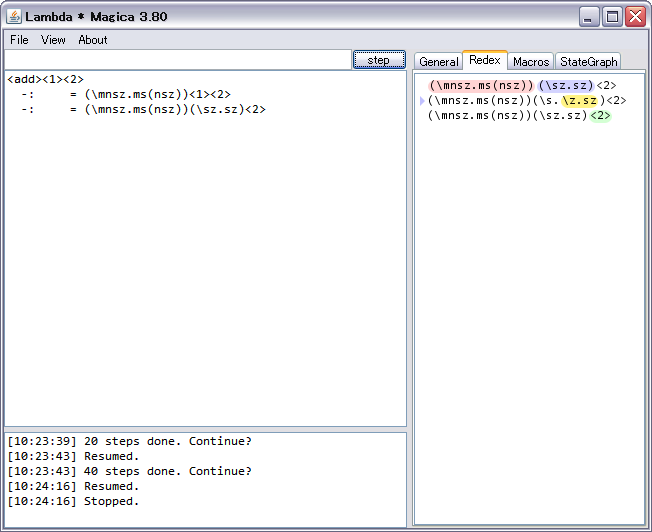 Lambda * Magica 3.80
File View About
step
<add><1><2>
-: = (\mnsz.ms(nsz))<1><2>
-: = (\mnsz.ms(nsz))(\sz.sz)<2>
General Redex Macros StateGraph
(\mnsz.ms(nsz))(\sz.sz)<2>
(\mnsz.ms(nsz))(\s.\z.sz)<2>
(\mnsz.ms(nsz))(\sz.sz)<2>
[10:23:39] 20 steps done. Continue?
[10:23:43] Resumed.
[10:23:43] 40 steps done. Continue?
[10:24:16] Resumed.
[10:24:16] Stopped.